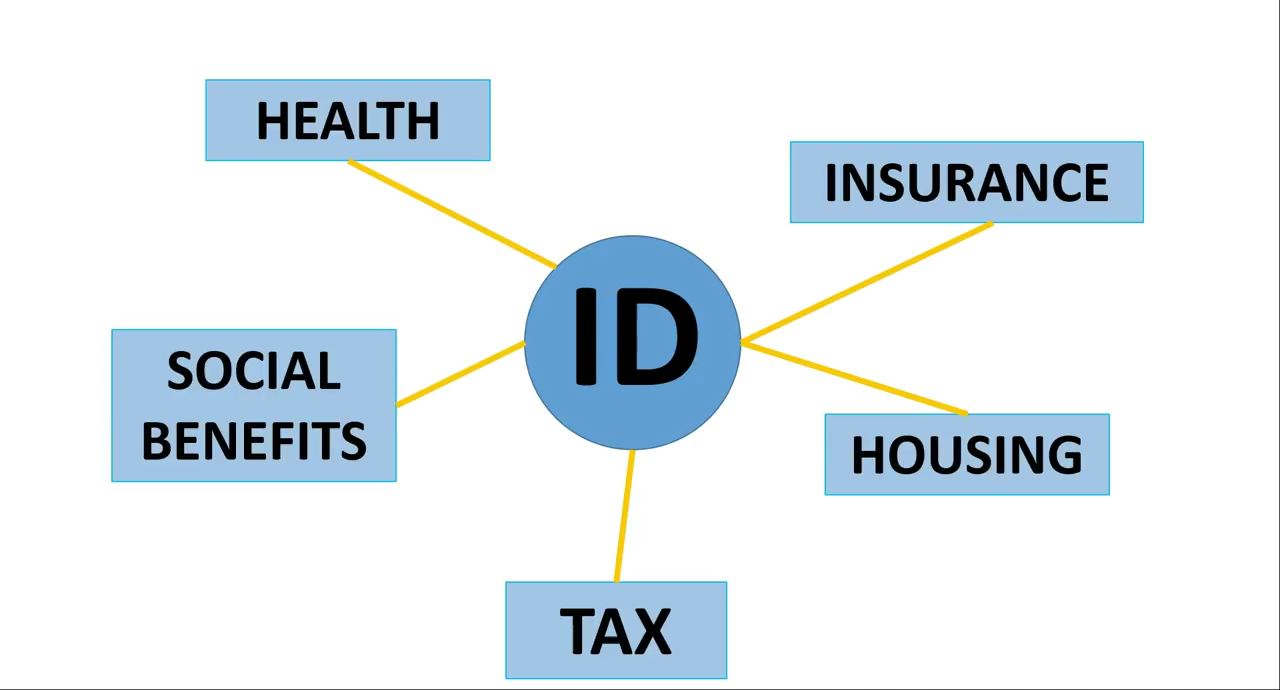 HEALTH
INSURANCE
ID
SOCIAL
BENEFITS
HOUSING
TAX